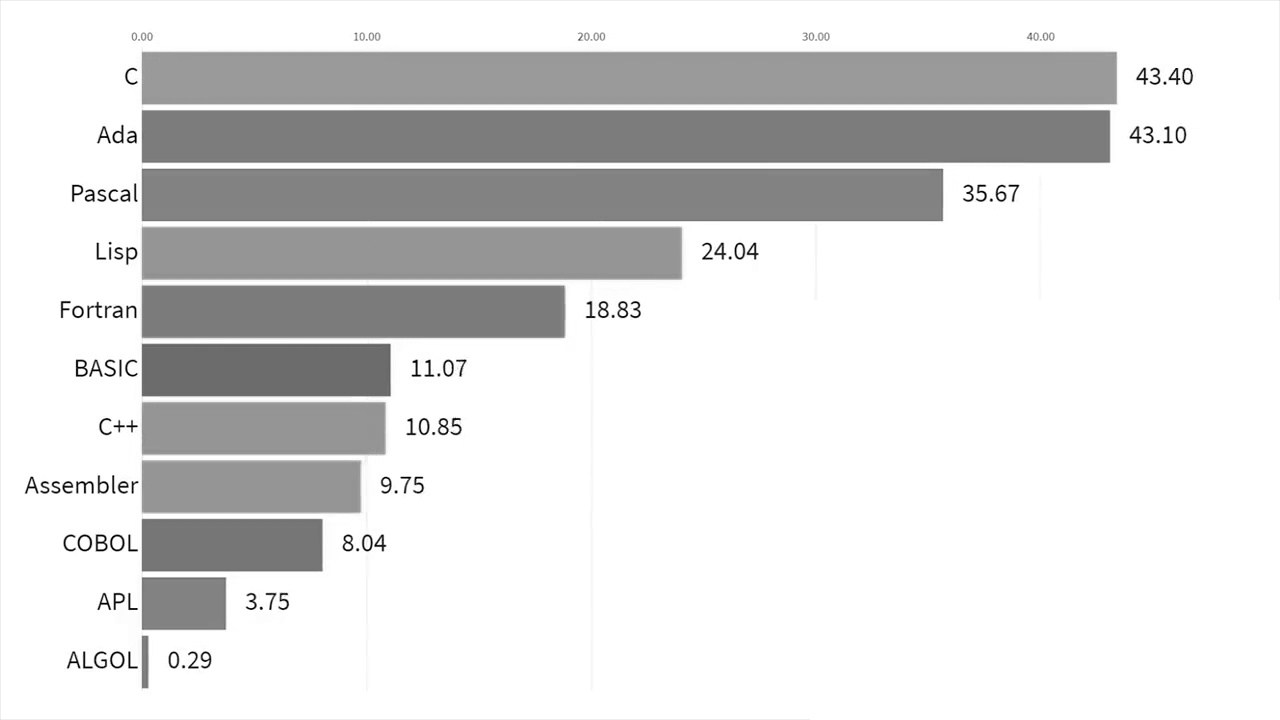 0.00 10.00 20.00 30.00 40.00
C 43.40
Ada 43.10
Pascal 35.67
Lisp 24.04
Fortran 18.83
BASIC 11.07
C++ 10.85
Assembler 9.75
COBOL 8.04
APL 3.75
ALGOL 0.29